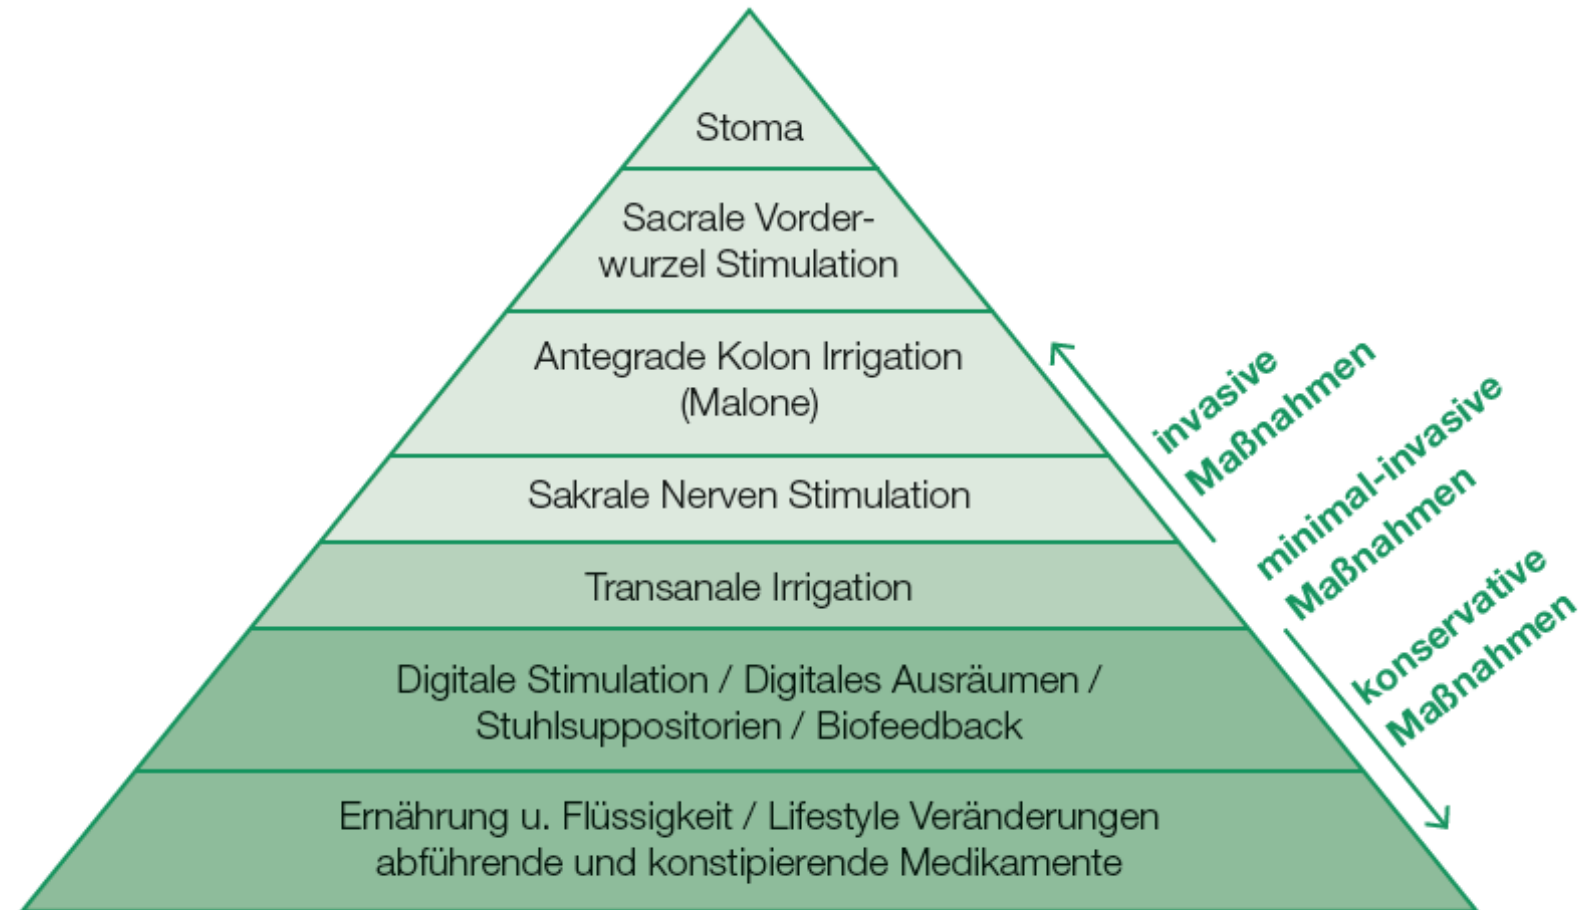 Stoma
Sacrale Vorder-
wurzel Stimulation
Antegrade Kolon Irrigation
(Malone)
Sakrale Nerven Stimulation
Transanale Irrigation
Digitale Stimulation / Digitales Ausräumen /
Stuhlsuppositorien / Biofeedback
Ernährung u. Flüssigkeit / Lifestyle Veränderungen
abführende und konstipierende Medikamente
invasive
Maßnahmen
minimal-invasive
Maßnahmen
konservative
Maßnahmen